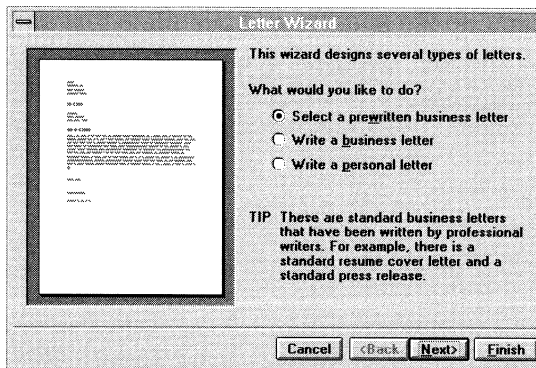 Letter Wizard
This wizard designs several types of letters.
What would you like to do?
Select a prewritten business letter
Write a business letter
Write a personal letter
TIP These are standard business letters
that have been written by professional
writers. For example, there is a
standard resume cover letter and a
standard press release.
Cancel <Back Next> Finish